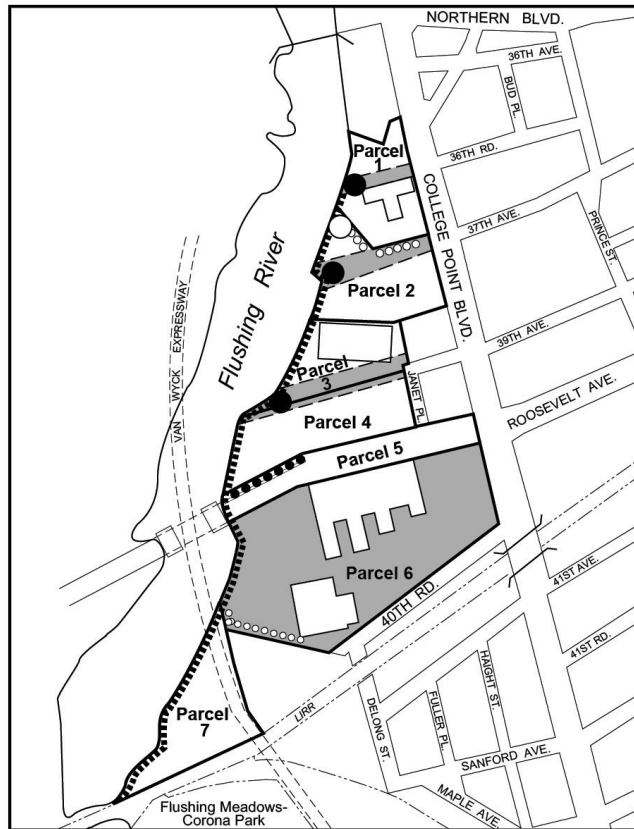 NORTHERN BLVD.
36TH AVE.
BUD PL.
Parcel
1
36TH RD.
COLLEGE POINT BLVD.
37TH AVE.
PRINCE ST.
Flushing River
VAN WYCK EXPRESSWAY
Parcel 2
39TH AVE.
Parcel
3
JANET PL.
ROOSEVELT AVE.
Parcel 4
Parcel 5
Parcel 6
40TH RD.
41ST AVE.
41ST RD.
HAIGHT ST.
FULLER PL.
DELONG ST.
LIRR
Parcel
7
SANFORD AVE.
MAPLE AVE.
Flushing Meadows-
Corona Park